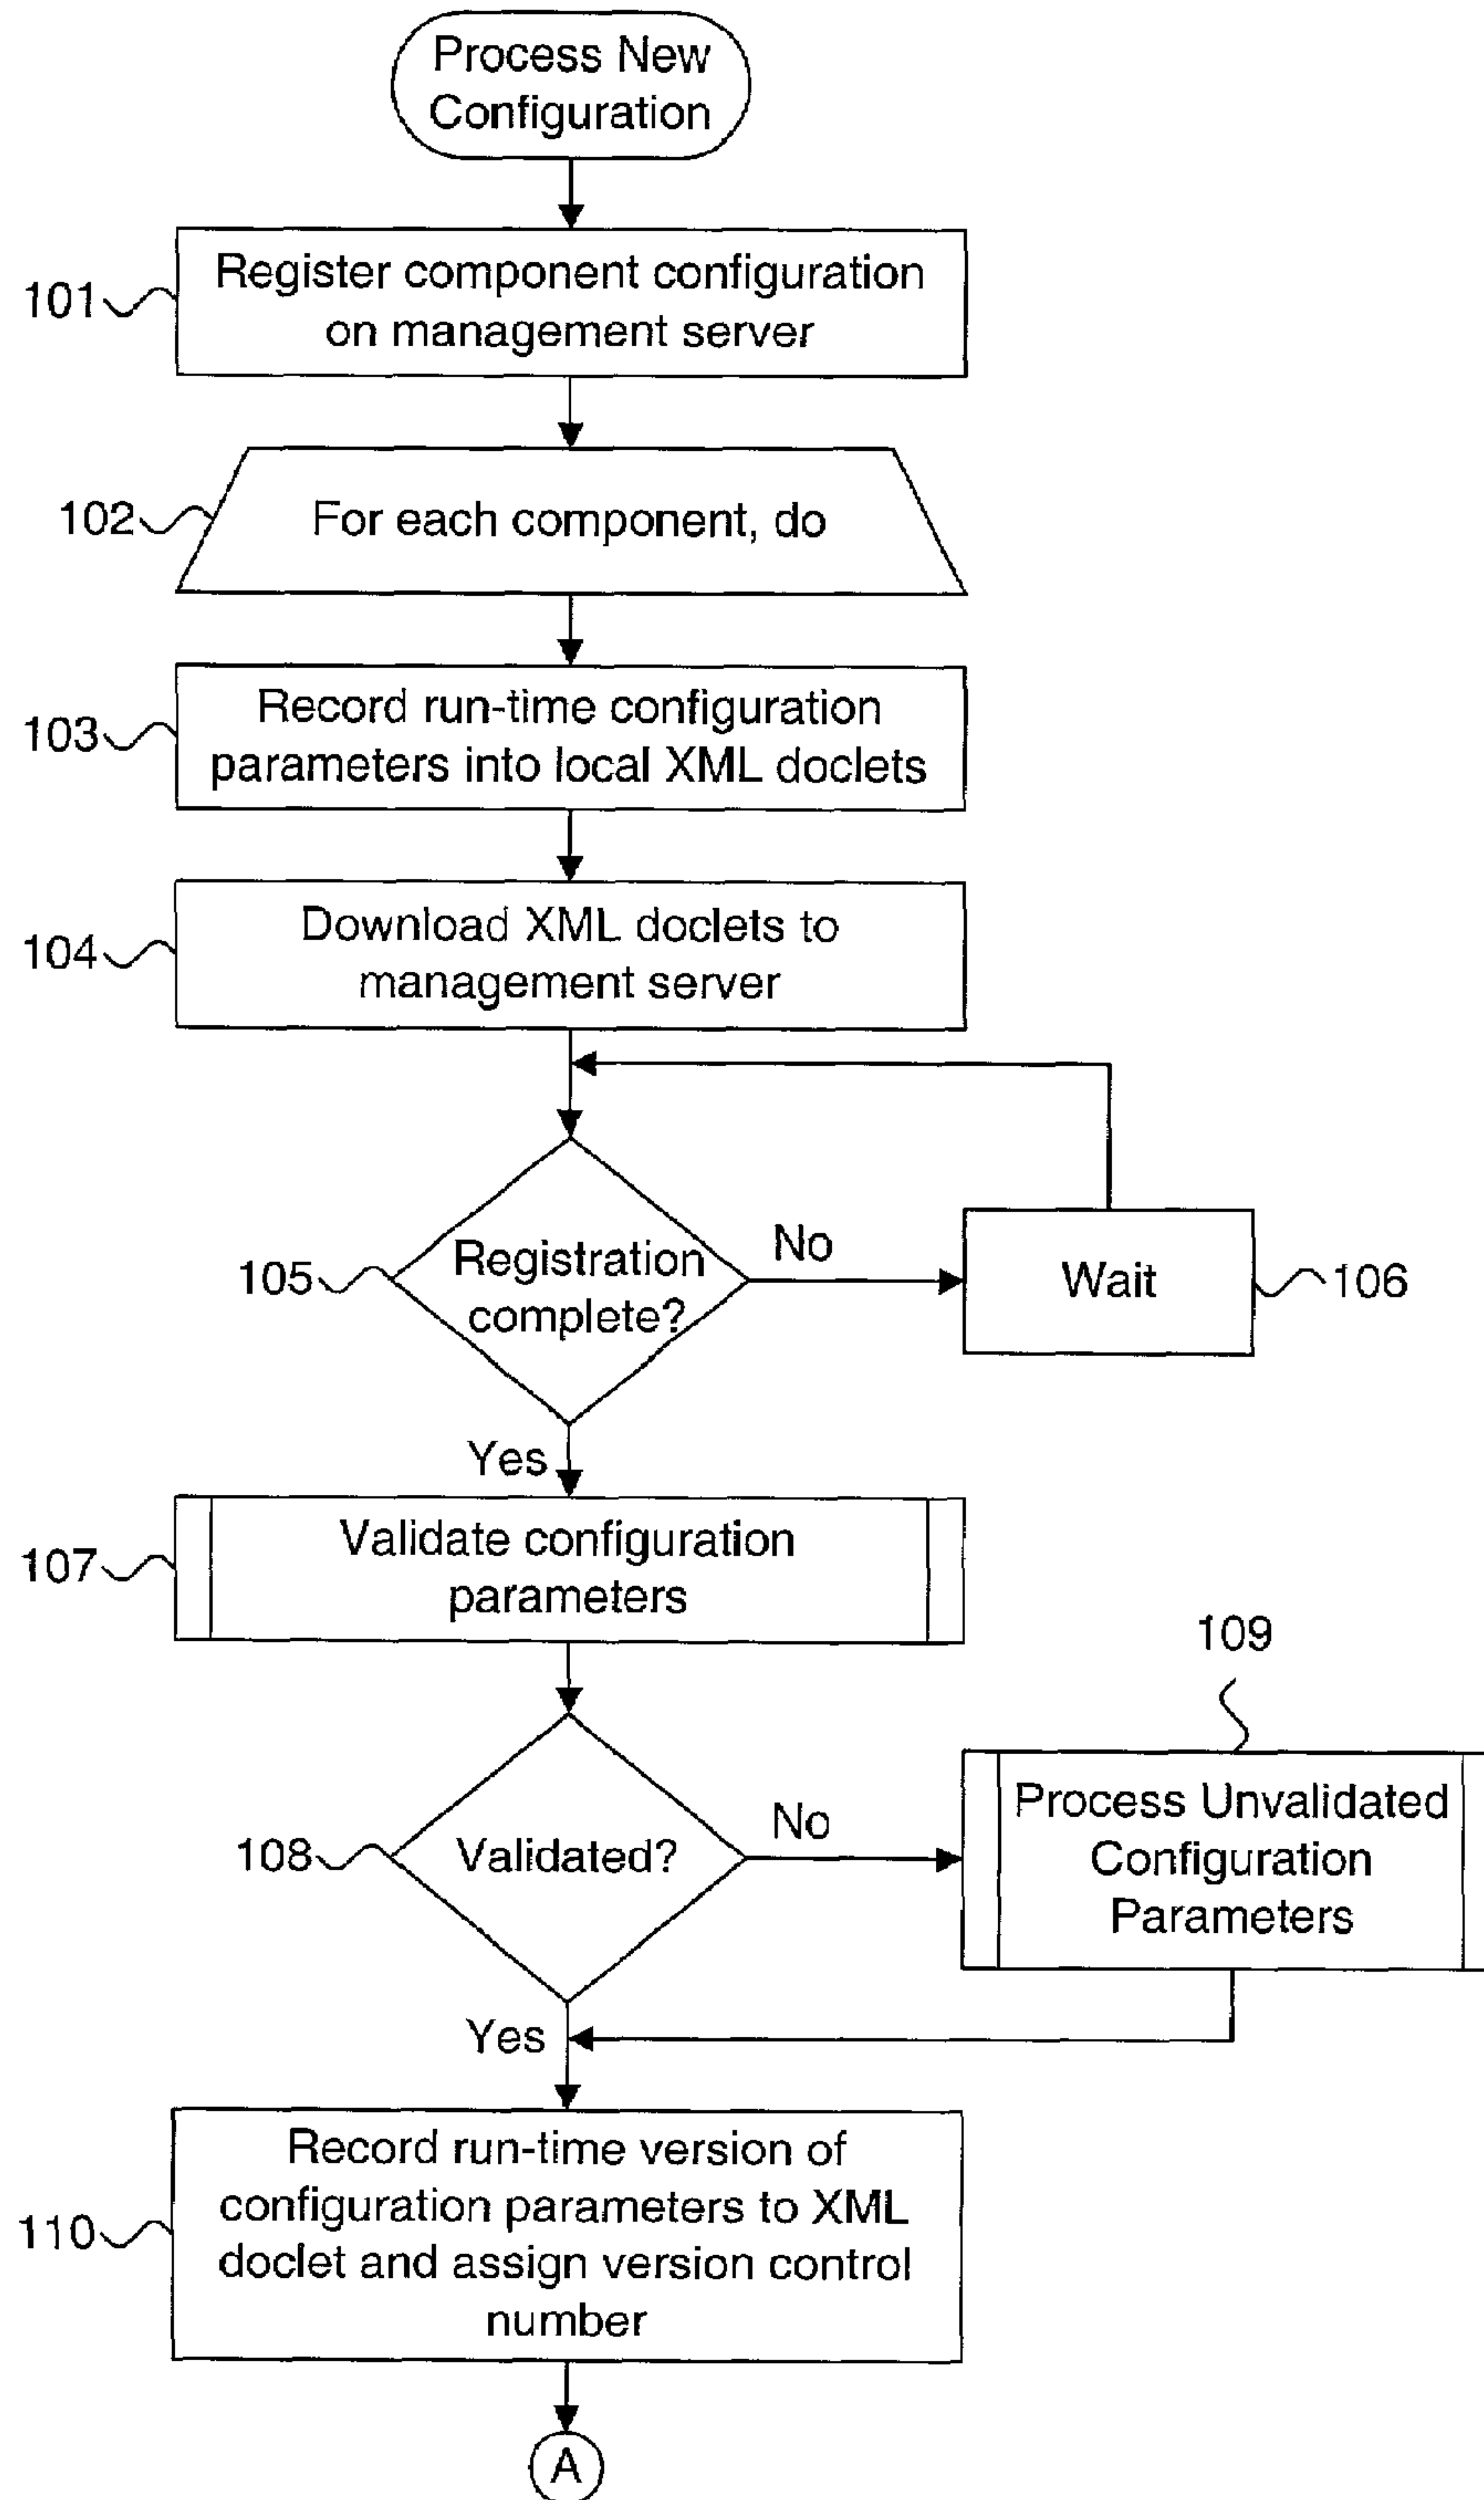 Process New
Configuration
101
Register component configuration
on management server
102
For each component, do
103
Record run-time configuration
parameters into local XML doclets
104
Download XML doclets to
management server
105
Registration
complete?
No
Wait
106
Yes
107
Validate configuration
parameters
109
108
Validated?
No
Process Unvalidated
Configuration
Parameters
Yes
110
Record run-time version of
configuration parameters to XML
doclet and assign version control
number
A